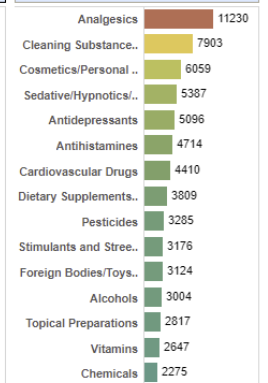 Analgesics 11230
Cleaning Substance.. 7903
Cosmetics/Personal .. 6059
Sedative/Hypnotics/.. 5387
Antidepressants 5096
Antihistamines 4714
Cardiovascular Drugs 4410
Dietary Supplements.. 3809
Pesticides 3285
Stimulants and Stree.. 3176
Foreign Bodies/Toys.. 3124
Alcohols 3004
Topical Preparations 2817
Vitamins 2647
Chemicals 2275